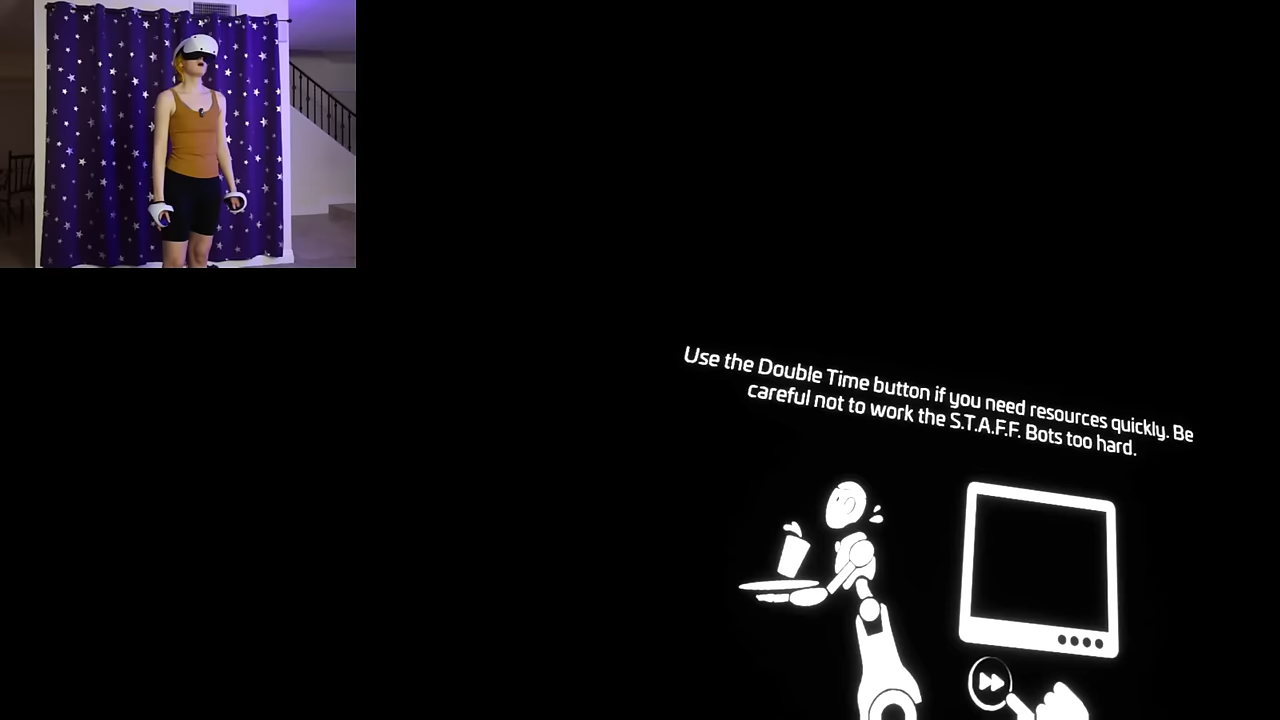 Use the Double Time button if you need resources quickly. Be
careful not to work the S.T.A.F.F. Bots too hard.